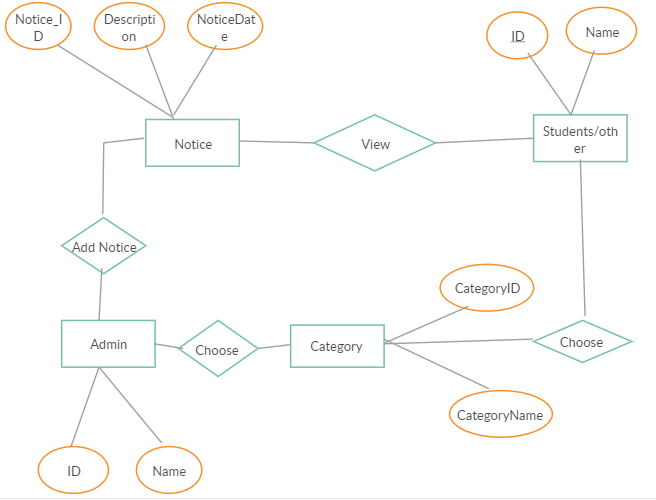 Notice_I
D
Descripti
on
NoticeDat
e
ID
Name
Notice
View
Students/oth
er
Add Notice
CategoryID
Admin
Choose
Category
Choose
CategoryName
ID
Name